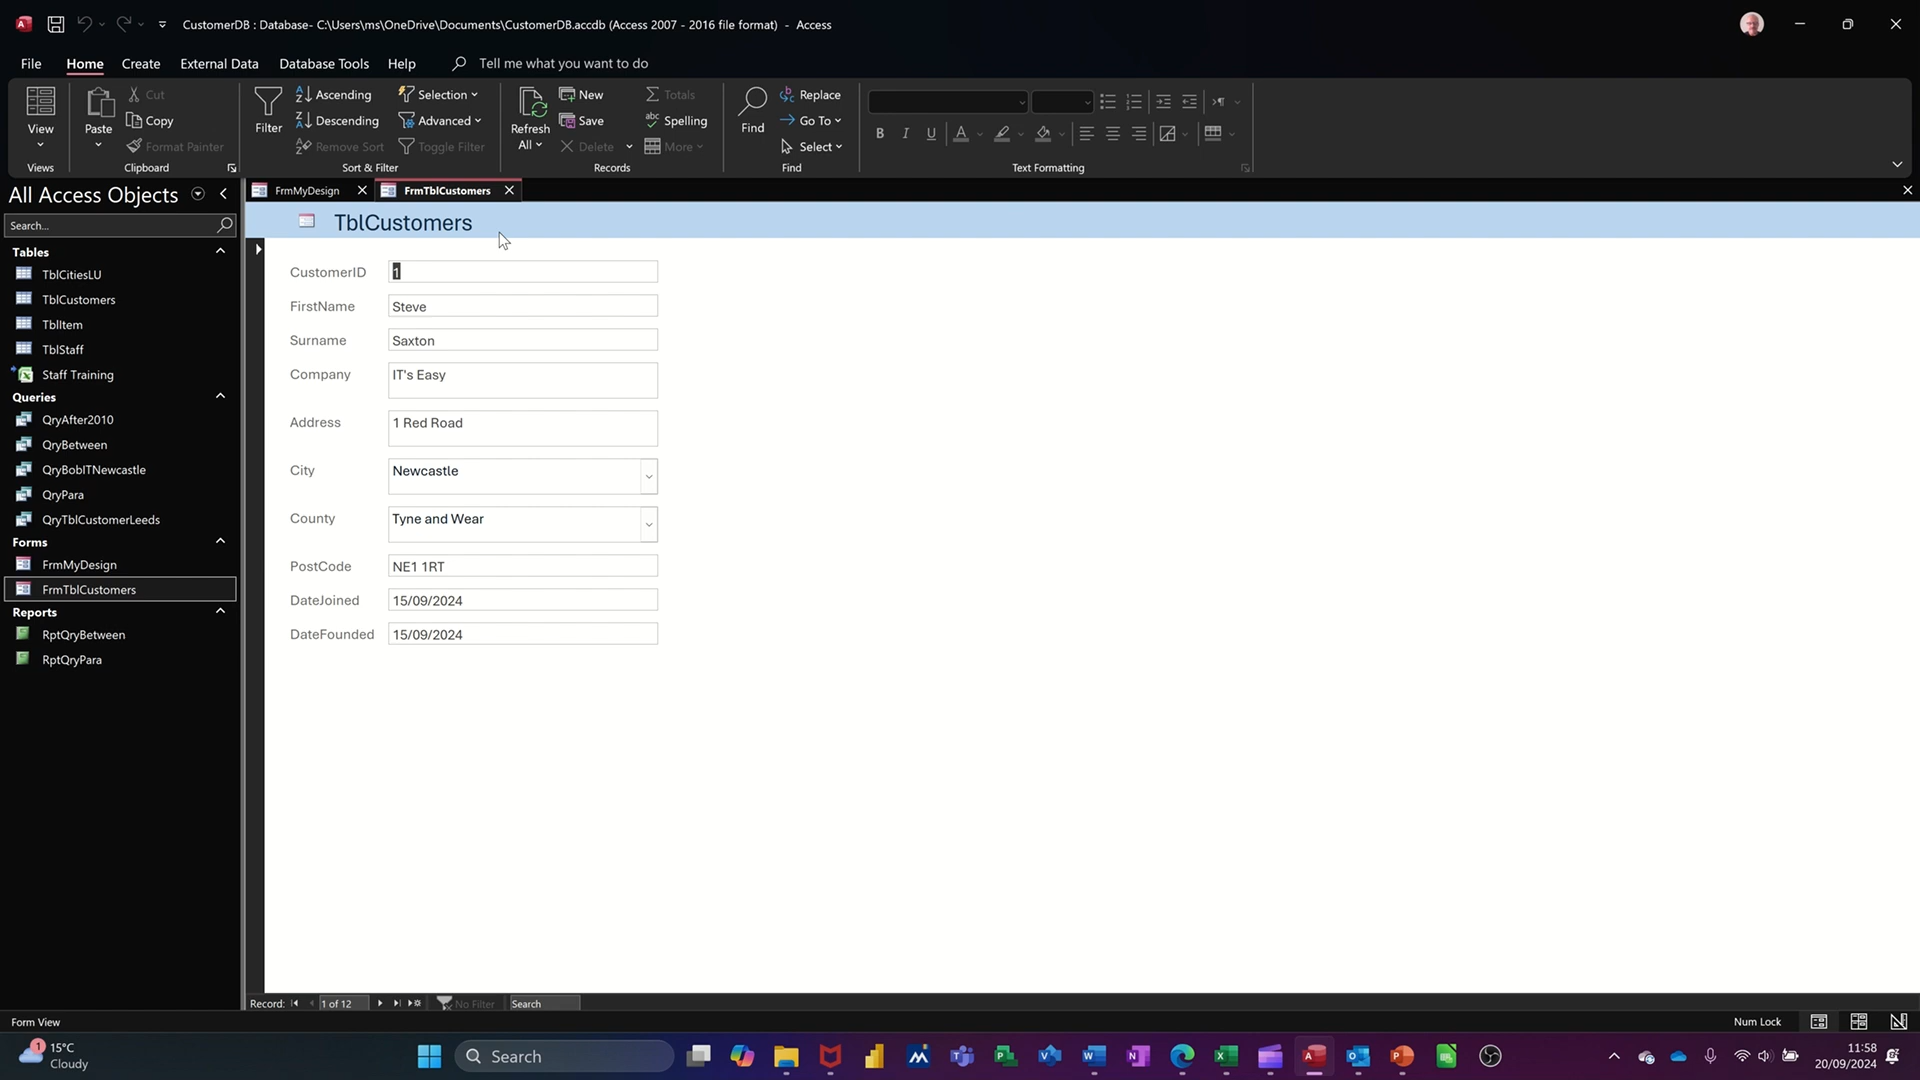 CustomerDB : Database- C:\Users\ms\OneDrive\Documents\CustomerDB.accdb (Access 2007 - 2016 file format) - Access
File Home Create External Data Database Tools Help Tell me what you want to do
View
Views
Paste
Cut
Copy
Format Painter
Clipboard
Filter
Ascending
Descending
Remove Sort
Selection
Advanced
Toggle Filter
Sort & Filter
Refresh
All
New
Save
Delete
Totals
Spelling
More
Records
Find
Replace
Go To
Select
Find
B I U A
Text Formatting
All Access Objects
Search...
Tables
TblCitiesLU
TblCustomers
TblItem
TblStaff
Staff Training
Queries
QryAfter2010
QryBetween
QryBobITNewcastle
QryPara
QryTblCustomerLeeds
Forms
FrmMyDesign
FrmTblCustomers
Reports
RptQryBetween
RptQryPara
FrmMyDesign FrmTblCustomers
TblCustomers
CustomerID 1
FirstName Steve
Surname Saxton
Company IT's Easy
Address 1 Red Road
City Newcastle
County Tyne and Wear
PostCode NE1 1RT
DateJoined 15/09/2024
DateFounded 15/09/2024
Record: 1 of 12 No Filter Search
Form View Num Lock
1
15°C
Cloudy
Search
11:58
20/09/2024